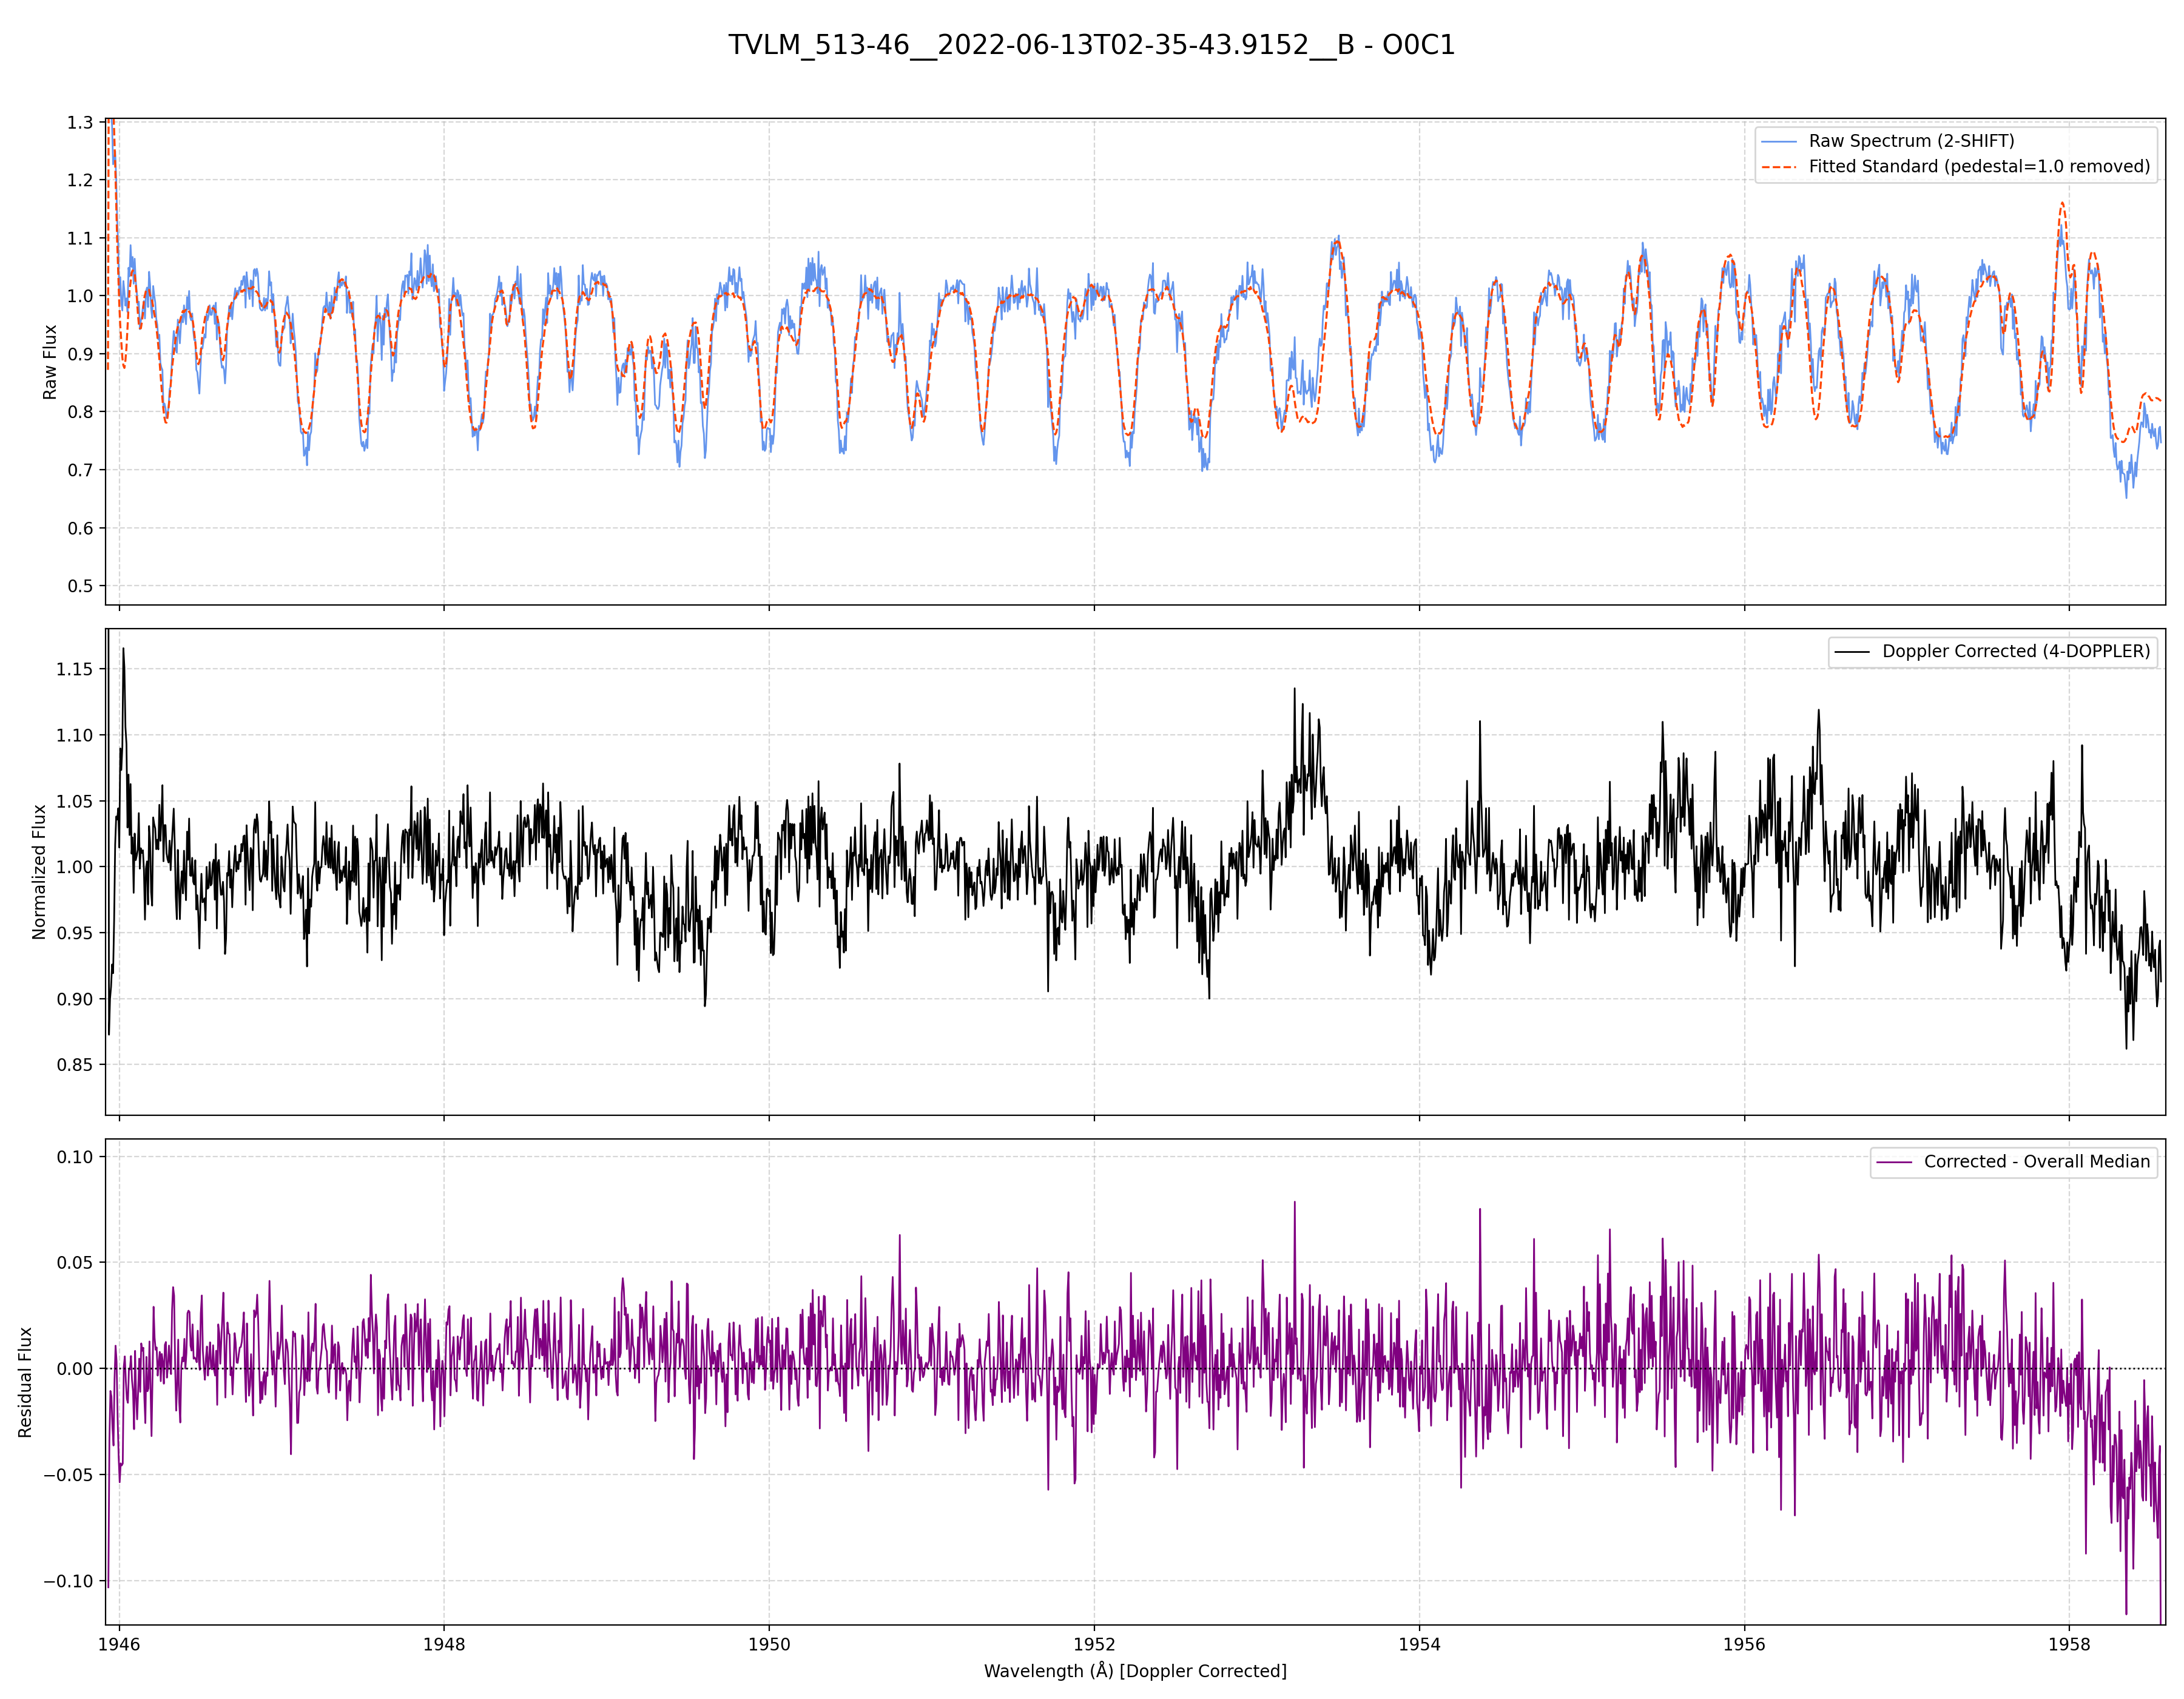 TVLM_513-46__2022-06-13T02-35-43.9152__B - O0C1
1.3
1.2
1.1
1.0
0.9
0.8
0.7
0.6
0.5
Raw Flux
Raw Spectrum (2-SHIFT)
Fitted Standard (pedestal=1.0 removed)
1.15
1.10
1.05
1.00
0.95
0.90
0.85
Normalized Flux
Doppler Corrected (4-DOPPLER)
0.10
0.05
0.00
−0.05
−0.10
Residual Flux
Corrected - Overall Median
1946 1948 1950 1952 1954 1956 1958
Wavelength (Å) [Doppler Corrected]